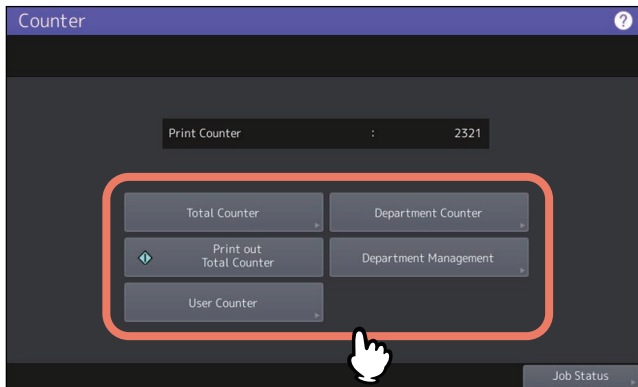 Counter ?
Print Counter : 2321
Total Counter Department Counter
Print out
Total Counter
Department Management
User Counter
Job Status